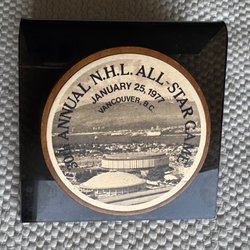 30TH ANNUAL N.H.L. ALL-STAR GAME
JANUARY 25, 1977
VANCOUVER, B.C.